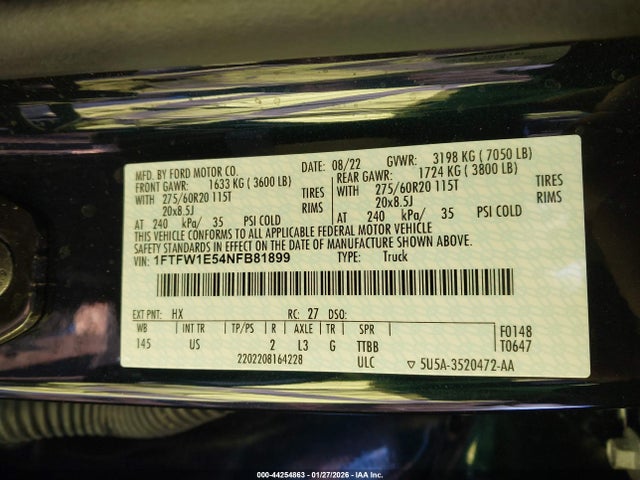 MFD. BY FORD MOTOR CO. DATE: 08/22 GVWR: 3198 KG ( 7050 LB)
FRONT GAWR: 1633 KG ( 3600 LB) REAR GAWR: 1724 KG ( 3800 LB)
WITH 275/60R20 115T TIRES WITH 275/60R20 115T TIRES
20x8.5J RIMS 20x8.5J RIMS
AT 240 kPa/ 35 PSI COLD AT 240 kPa/ 35 PSI COLD
THIS VEHICLE CONFORMS TO ALL APPLICABLE FEDERAL MOTOR VEHICLE
SAFETY STANDARDS IN EFFECT ON THE DATE OF MANUFACTURE SHOWN ABOVE.
VIN: 1FTFW1E54NFB81899 TYPE: Truck
EXT PNT: HX RC: 27 DSO:
WB INT TR TP/PS R AXLE TR SPR F0148
145 US 2 L3 G TTBB T0647
2202208164228 ULC ▽ 5U5A-3520472-AA
000-44254863 - 01/27/2026 - IAA Inc.